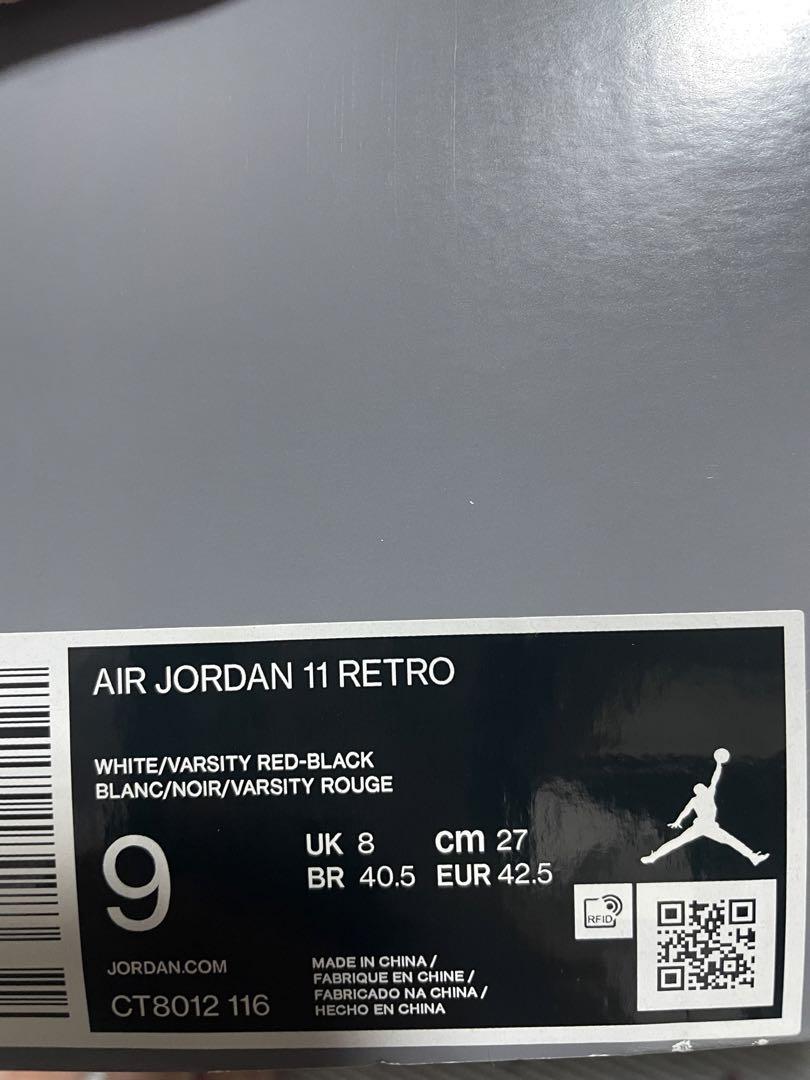 AIR JORDAN 11 RETRO
WHITE/VARSITY RED-BLACK
BLANC/NOIR/VARSITY ROUGE
9
UK 8 cm 27
BR 40.5 EUR 42.5
RFID
JORDAN.COM
CT8012 116
MADE IN CHINA /
FABRIQUE EN CHINE /
FABRICADO NA CHINA /
HECHO EN CHINA